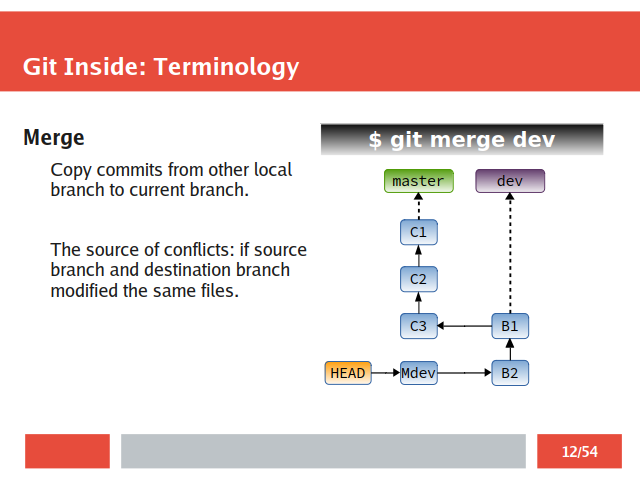 Git Inside: Terminology
Merge
Copy commits from other local
branch to current branch.
The source of conflicts: if source
branch and destination branch
modified the same files.
$ git merge dev
master
dev
C1
C2
C3
B1
HEAD
Mdev
B2
12/54